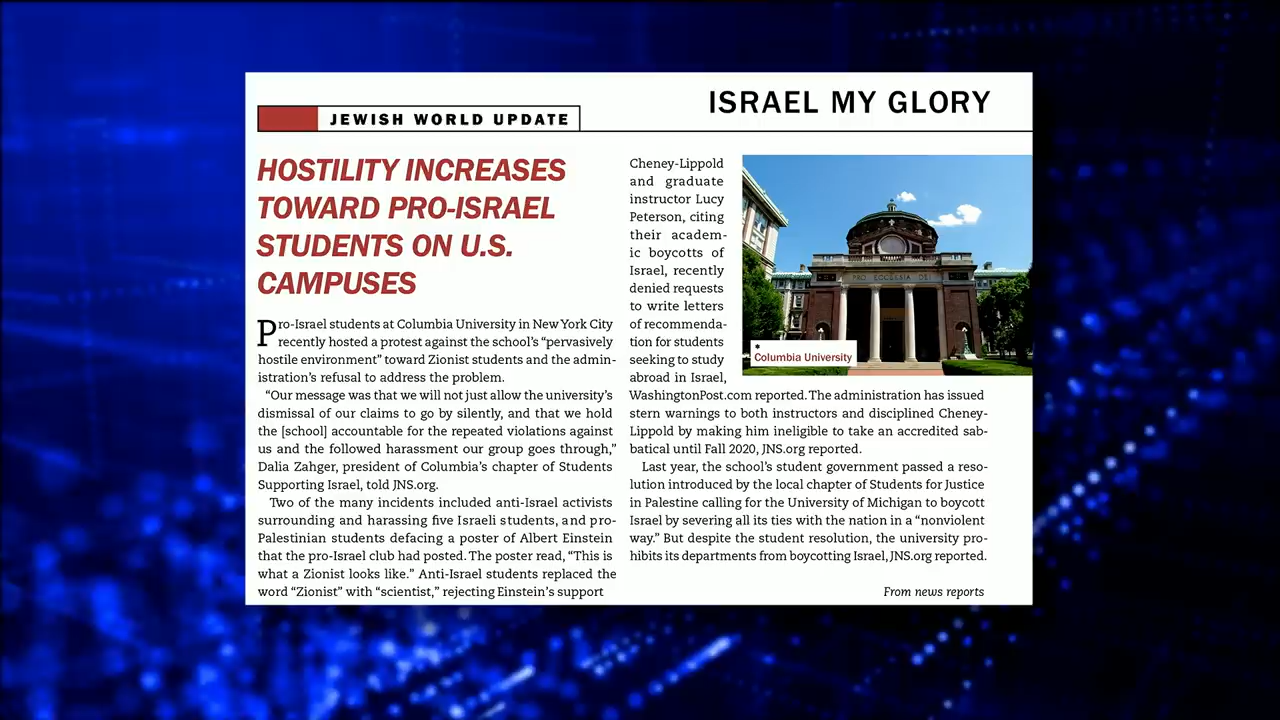 ISRAEL MY GLORY
JEWISH WORLD UPDATE
HOSTILITY INCREASES
TOWARD PRO-ISRAEL
STUDENTS ON U.S.
CAMPUSES
Pro-Israel students at Columbia University in New York City
recently hosted a protest against the school's “pervasively
hostile environment” toward Zionist students and the admin-
istration's refusal to address the problem.
“Our message was that we will not just allow the university's
dismissal of our claims to go by silently, and that we hold
the [school] accountable for the repeated violations against
us and the followed harassment our group goes through,”
Dalia Zahger, president of Columbia's chapter of Students
Supporting Israel, told JNS.org.
Two of the many incidents included anti-Israel activists
surrounding and harassing five Israeli students, and pro-
Palestinian students defacing a poster of Albert Einstein
that the pro-Israel club had posted. The poster read, “This is
what a Zionist looks like.” Anti-Israel students replaced the
word “Zionist” with “scientist,” rejecting Einstein's support
Cheney-Lippold
and graduate
instructor Lucy
Peterson, citing
their academ-
ic boycotts of
Israel, recently
denied requests
to write letters
of recommenda-
tion for students
seeking to study
abroad in Israel,
WashingtonPost.com reported. The administration has issued
stern warnings to both instructors and disciplined Cheney-
Lippold by making him ineligible to take an accredited sab-
batical until Fall 2020, JNS.org reported.
Last year, the school's student government passed a reso-
lution introduced by the local chapter of Students for Justice
in Palestine calling for the University of Michigan to boycott
Israel by severing all its ties with the nation in a “nonviolent
way.” But despite the student resolution, the university pro-
hibits its departments from boycotting Israel, JNS.org reported.
From news reports
PRO ECCLESIA DEI
*
Columbia University